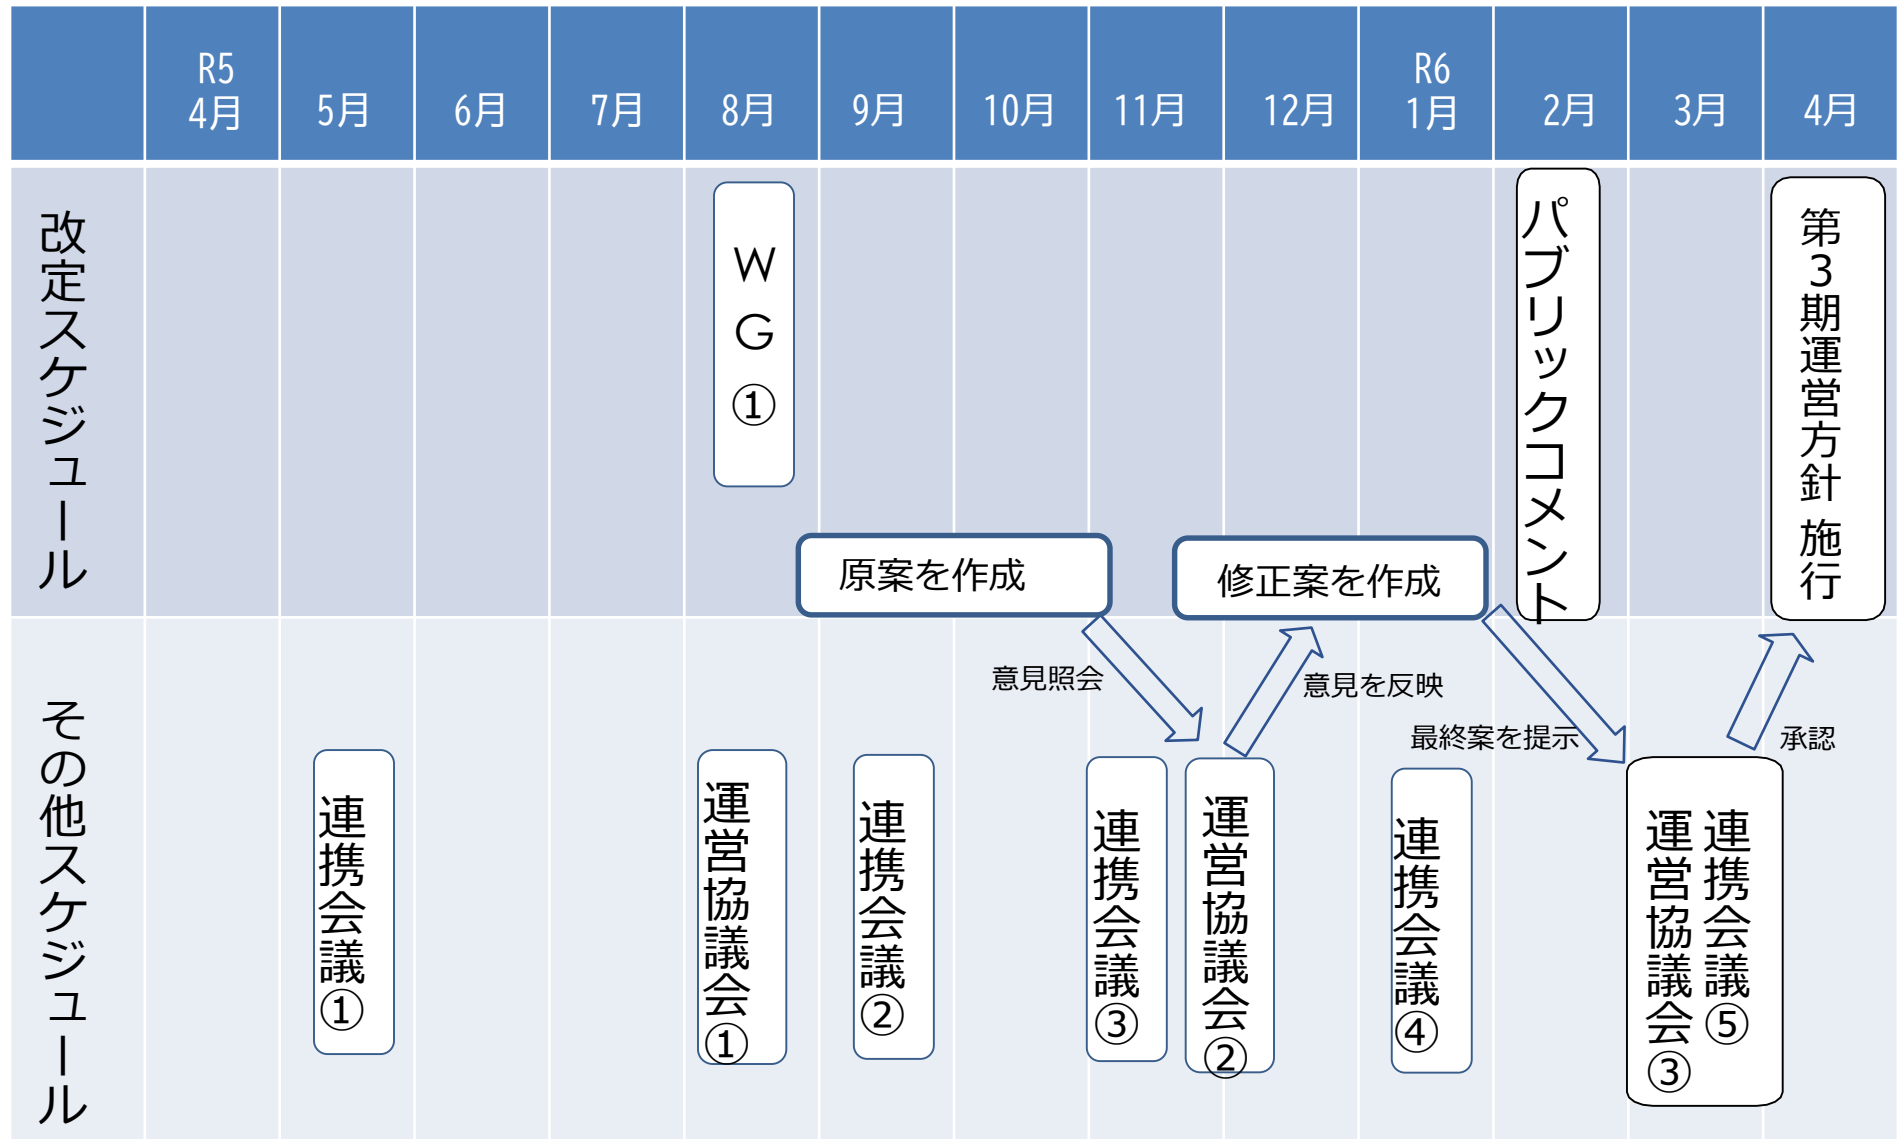 R5
4月
5月
6月
7月
8月
9月
10月
11月
12月
R6
1月
2月
3月
4月
改定スケジュール
ＷＧ①
原案を作成
修正案を作成
パブリックコメント
第3期運営方針 施行
意見照会
意見を反映
最終案を提示
承認
その他スケジュール
連携会議①
運営協議会①
連携会議②
連携会議③
運営協議会②
連携会議④
連携会議⑤
運営協議会③